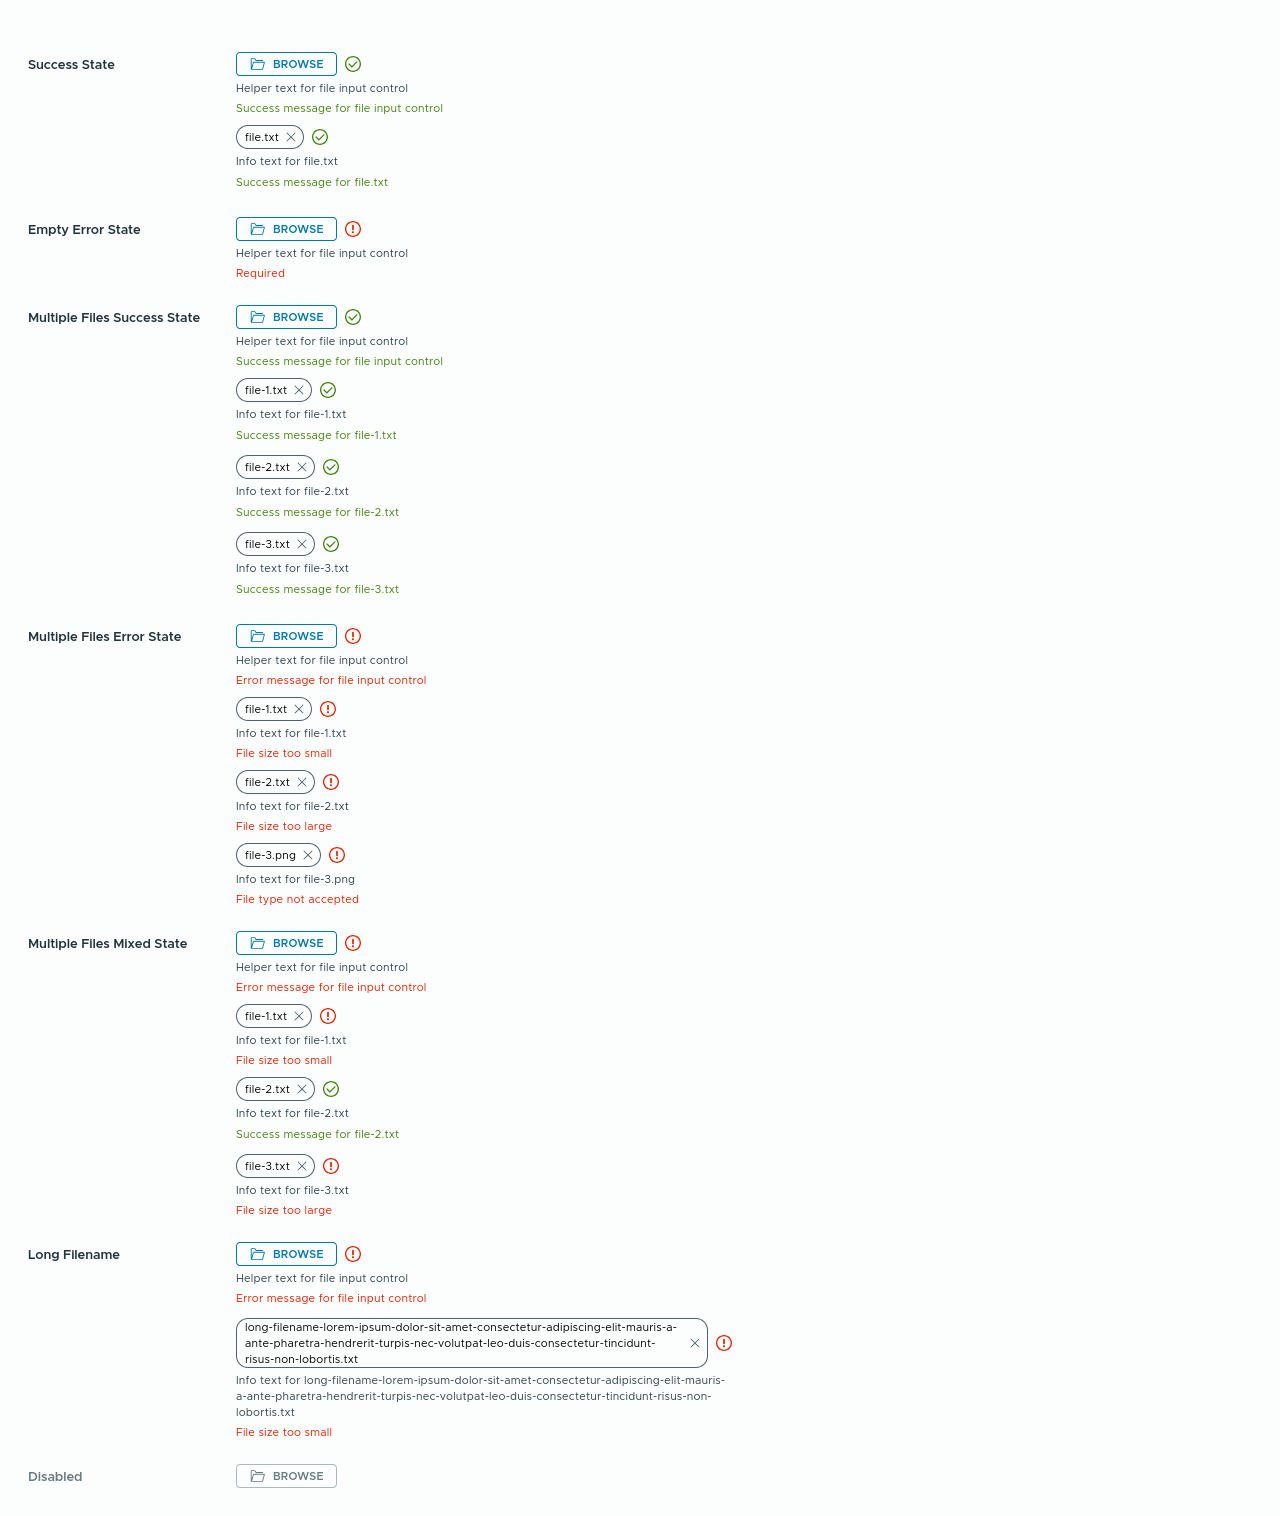 Success State
BROWSE
Helper text for file input control
Success message for file input control
file.txt
Info text for file.txt
Success message for file.txt
Empty Error State
BROWSE
Helper text for file input control
Required
Multiple Files Success State
BROWSE
Helper text for file input control
Success message for file input control
file-1.txt
Info text for file-1.txt
Success message for file-1.txt
file-2.txt
Info text for file-2.txt
Success message for file-2.txt
file-3.txt
Info text for file-3.txt
Success message for file-3.txt
Multiple Files Error State
BROWSE
Helper text for file input control
Error message for file input control
file-1.txt
Info text for file-1.txt
File size too small
file-2.txt
Info text for file-2.txt
File size too large
file-3.png
Info text for file-3.png
File type not accepted
Multiple Files Mixed State
BROWSE
Helper text for file input control
Error message for file input control
file-1.txt
Info text for file-1.txt
File size too small
file-2.txt
Info text for file-2.txt
Success message for file-2.txt
file-3.txt
Info text for file-3.txt
File size too large
Long Filename
BROWSE
Helper text for file input control
Error message for file input control
long-filename-lorem-ipsum-dolor-sit-amet-consectetur-adipiscing-elit-mauris-a-
ante-pharetra-hendrerit-turpis-nec-volutpat-leo-duis-consectetur-tincidunt-
risus-non-lobortis.txt
Info text for long-filename-lorem-ipsum-dolor-sit-amet-consectetur-adipiscing-elit-mauris-
a-ante-pharetra-hendrerit-turpis-nec-volutpat-leo-duis-consectetur-tincidunt-risus-non-
lobortis.txt
File size too small
Disabled
BROWSE